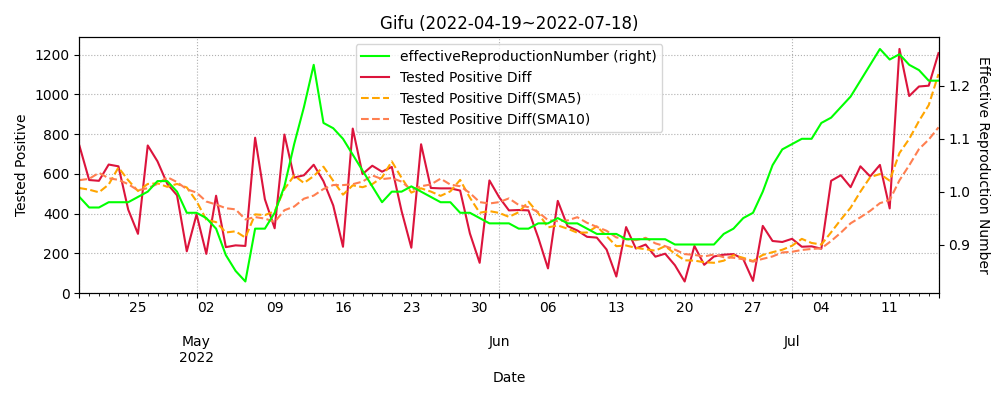 Gifu (2022-04-19~2022-07-18)
effectiveReproductionNumber (right)
Tested Positive Diff
Tested Positive Diff(SMA5)
Tested Positive Diff(SMA10)
Tested Positive
1200
1000
800
600
400
200
0
Effective Reproduction Number
1.2
1.1
1.0
0.9
25 02 09 16 23 30 06 13 20 27 04 11
May Jun Jul
2022
Date